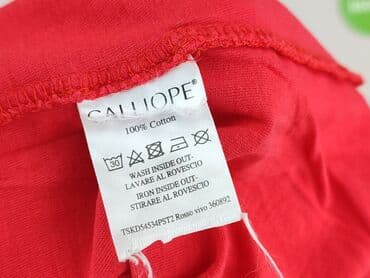 CALLIOPE®
100% Cotton
30
WASH INSIDE OUT-
LAVARE AL ROVESCIO
IRON INSIDE OUT-
STIRARE AL ROVESCIO
TSKD54534PST2 Rosso vivo 360892